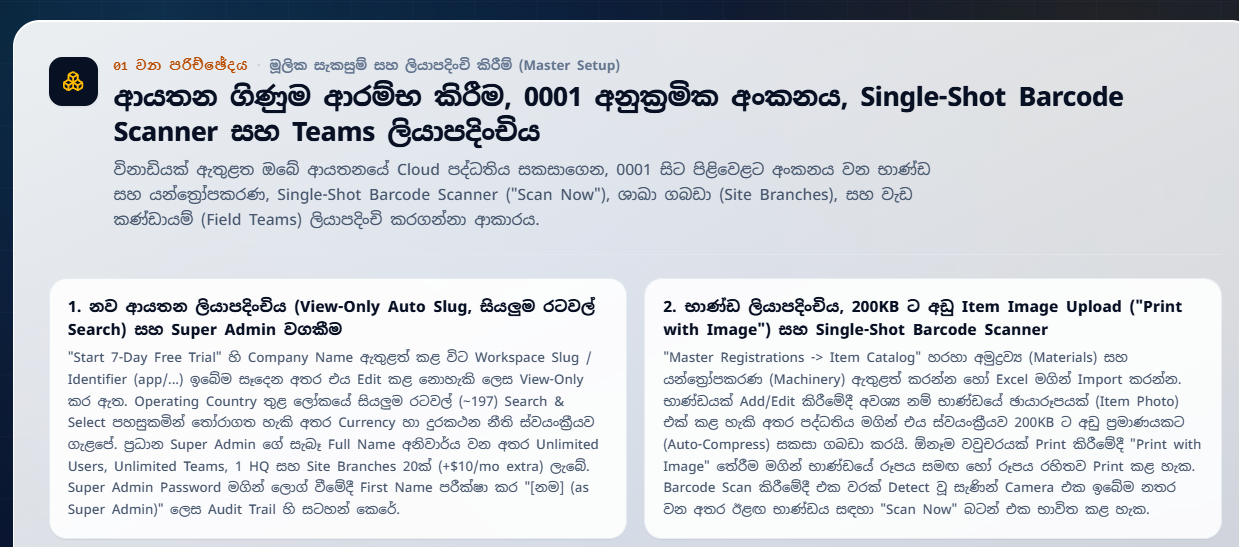 01 වන පරිච්ඡේදය · මූලික සැකසුම් සහ ලියාපදිංචි කිරීම් (Master Setup)
ආයතන ගිණුම ආරම්භ කිරීම, 0001 අනුක්‍රමික අංකනය, Single-Shot Barcode
Scanner සහ Teams ලියාපදිංචිය
විනාඩියක් ඇතුළත ඔබේ ආයතනයේ Cloud පද්ධතිය සකසාගෙන, 0001 සිට පිළිවෙළට අංකනය වන භාණ්ඩ
සහ යන්ත්‍රෝපකරණ, Single-Shot Barcode Scanner ("Scan Now"), ශාඛා ගබඩා (Site Branches), සහ වැඩ
කණ්ඩායම් (Field Teams) ලියාපදිංචි කරගන්නා ආකාරය.
1. නව ආයතන ලියාපදිංචිය (View-Only Auto Slug, සියලුම රටවල්
Search) සහ Super Admin වගකීම
"Start 7-Day Free Trial" හි Company Name ඇතුළත් කළ විට Workspace Slug /
Identifier (app/...) ඉබේම සෑදෙන අතර එය Edit කළ නොහැකි ලෙස View-Only
කර ඇත. Operating Country තුළ ලෝකයේ සියලුම රටවල් (~197) Search &
Select පහසුකමින් තෝරාගත හැකි අතර Currency හා දුරකථන නීති ස්වයංක්‍රීයව
ගැළපේ. ප්‍රධාන Super Admin ගේ සැබෑ Full Name අනිවාර්ය වන අතර Unlimited
Users, Unlimited Teams, 1 HQ සහ Site Branches 20ක් (+$10/mo extra) ලැබේ.
Super Admin Password මගින් ලොග් වීමේදී First Name පරීක්ෂා කර "[නම] (as
Super Admin)" ලෙස Audit Trail හි සටහන් කෙරේ.
2. භාණ්ඩ ලියාපදිංචිය, 200KB ට අඩු Item Image Upload ("Print
with Image") සහ Single-Shot Barcode Scanner
"Master Registrations -> Item Catalog" හරහා අමුද්‍රව්‍ය (Materials) සහ
යන්ත්‍රෝපකරණ (Machinery) ඇතුළත් කරන්න හෝ Excel මගින් Import කරන්න.
භාණ්ඩයක් Add/Edit කිරීමේදී අවශ්‍ය නම් භාණ්ඩයේ ඡායාරූපයක් (Item Photo)
එක් කළ හැකි අතර පද්ධතිය මගින් එය ස්වයංක්‍රීයව 200KB ට අඩු ප්‍රමාණයකට
(Auto-Compress) සකසා ගබඩා කරයි. ඕනෑම වවුචරයක් Print කිරීමේදී "Print with
Image" තේරීම මගින් භාණ්ඩයේ රූපය සමඟ හෝ රූපය රහිතව Print කළ හැක.
Barcode Scan කිරීමේදී එක වරක් Detect වූ සැණින් Camera එක ඉබේම නතර
වන අතර ඊළඟ භාණ්ඩය සඳහා "Scan Now" බටන් එක භාවිත කළ හැක.